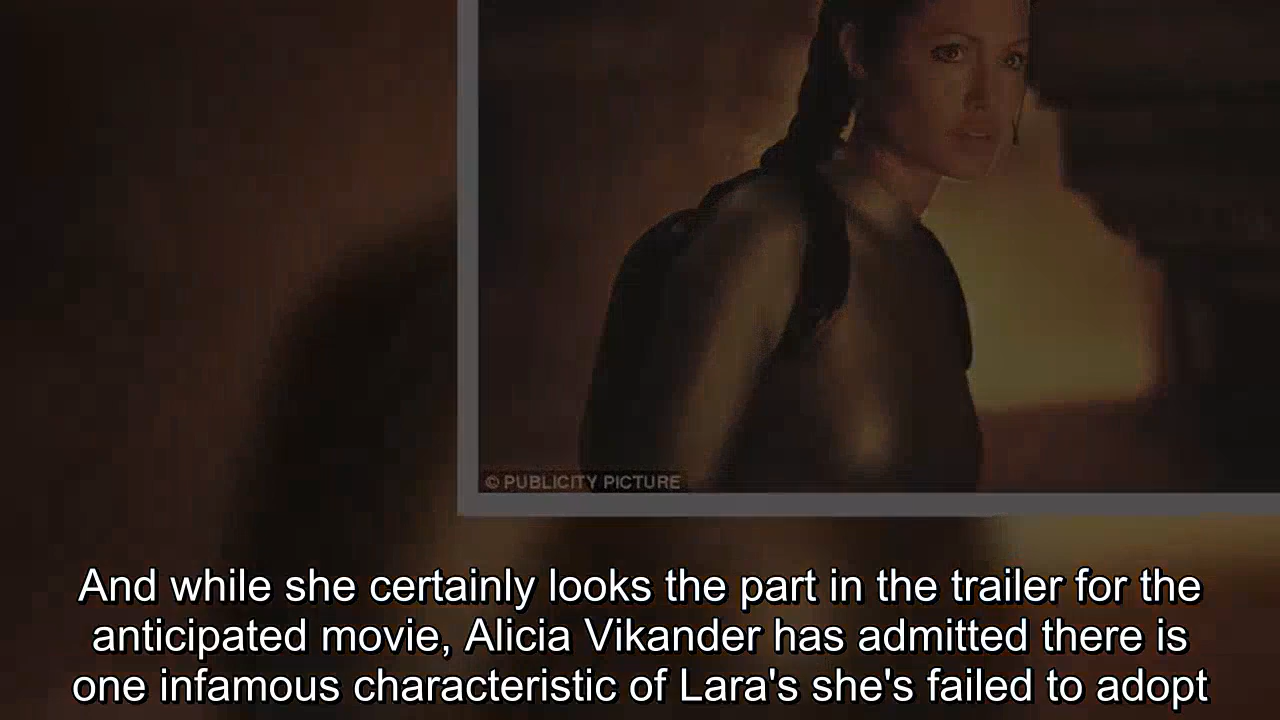 © PUBLICITY PICTURE
And while she certainly looks the part in the trailer for the
anticipated movie, Alicia Vikander has admitted there is
one infamous characteristic of Lara's she's failed to adopt